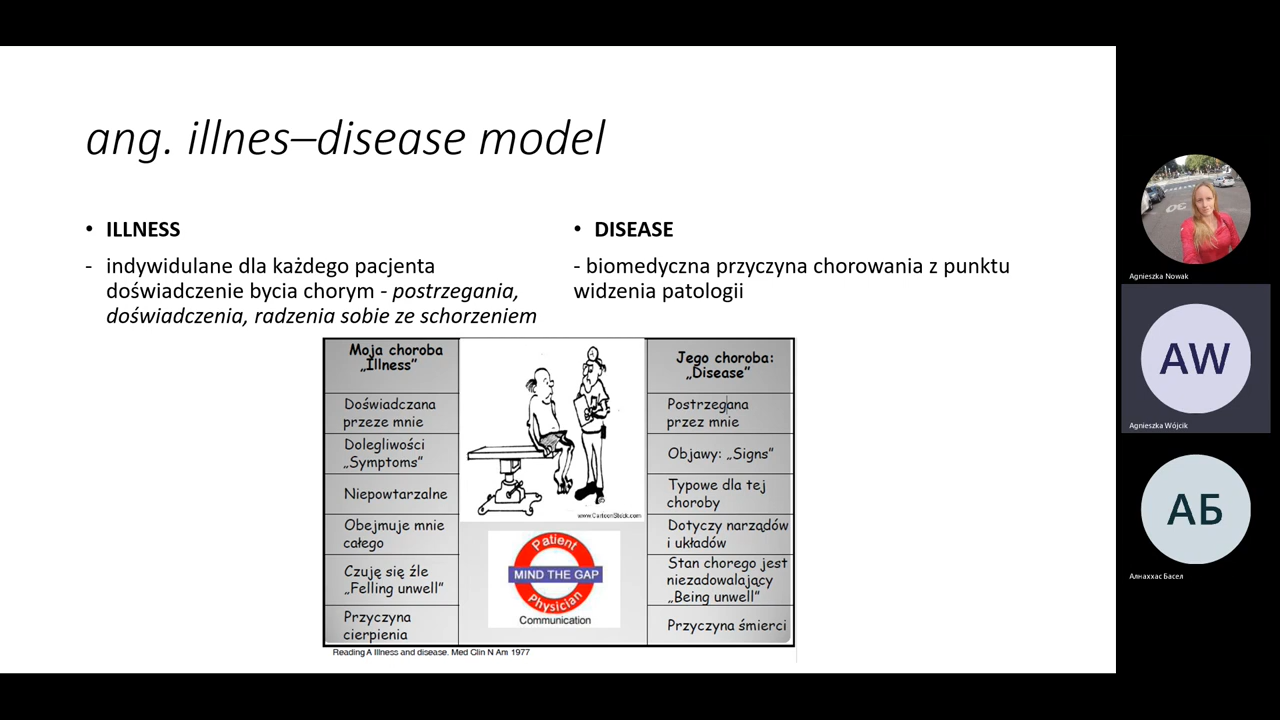 ang. illnes–disease model
• ILLNESS
- indywidulane dla każdego pacjenta
doświadczenie bycia chorym - postrzegania,
doświadczenia, radzenia sobie ze schorzeniem
• DISEASE
- biomedyczna przyczyna chorowania z punktu
widzenia patologii
Moja choroba
„Illness”
Doświadczana
przeze mnie
Dolegliwości
„Symptoms”
Niepowtarzalne
Obejmuje mnie
całego
Czuję się źle
„Felling unwell”
Przyczyna
cierpienia
www.CartoonStock.com
Patient
MIND THE GAP
Physician
Communication
Jego choroba:
„Disease”
Postrzegana
przez mnie
Objawy: „Signs”
Typowe dla tej
choroby
Dotyczy narządów
i układów
Stan chorego jest
niezadowalający
„Being unwell”
Przyczyna śmierci
Reading A Illness and disease. Med Clin N Am 1977
Agnieszka Nowak
AW
Agnieszka Wójcik
АБ
Алнаххас Басел